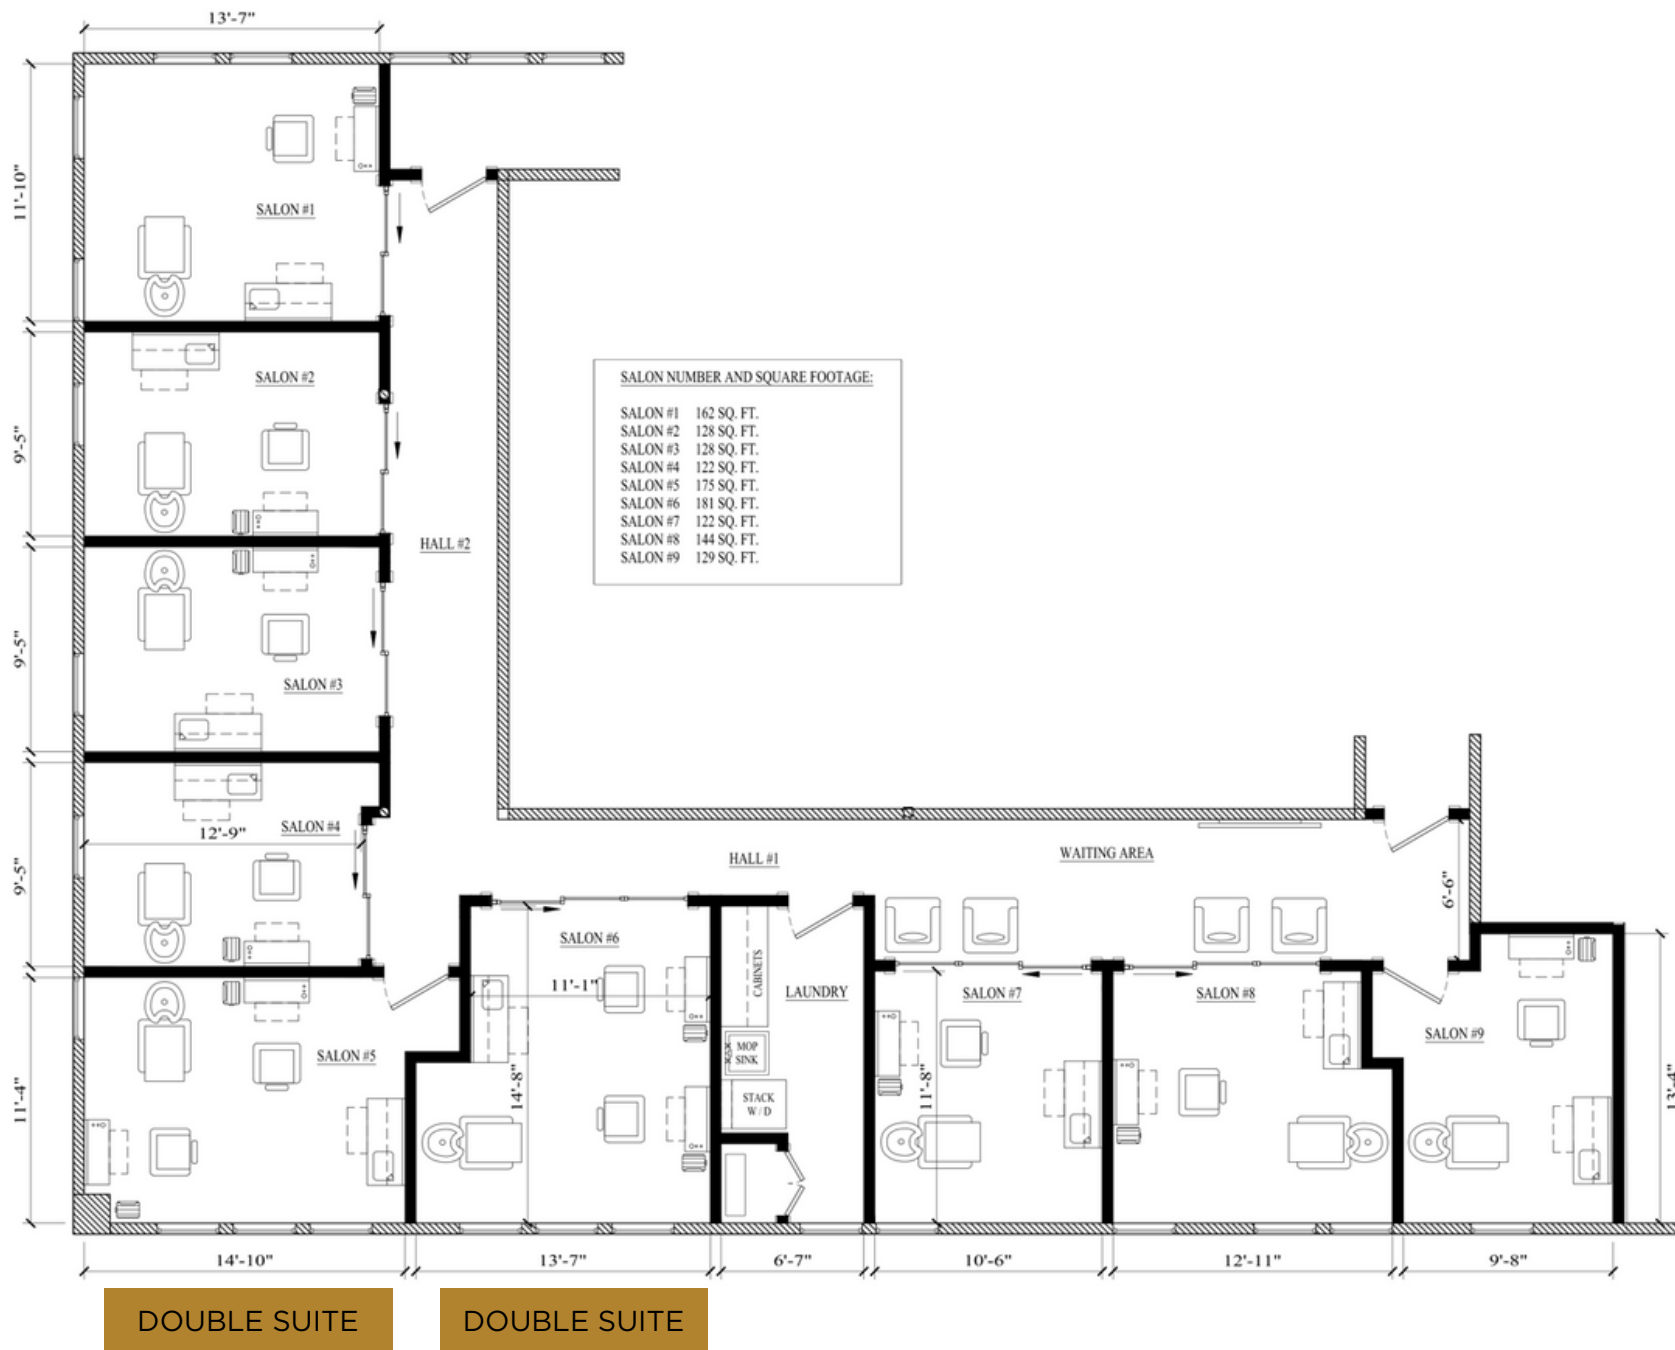 13'-7"
11'-10"
SALON #1
SALON #2
9'-5"
SALON NUMBER AND SQUARE FOOTAGE:
SALON #1 162 SQ. FT.
SALON #2 128 SQ. FT.
SALON #3 128 SQ. FT.
SALON #4 122 SQ. FT.
SALON #5 175 SQ. FT.
SALON #6 181 SQ. FT.
SALON #7 122 SQ. FT.
SALON #8 144 SQ. FT.
SALON #9 129 SQ. FT.
HALL #2
9'-5"
SALON #3
SALON #4
12'-9"
9'-5"
HALL #1
WAITING AREA
6'-6"
SALON #6
11'-1"
14'-8"
CABINETS
LAUNDRY
MOP
SINK
STACK
W / D
SALON #7
11'-8"
SALON #8
SALON #9
13'-4"
SALON #5
11'-4"
14'-10"
13'-7"
6'-7"
10'-6"
12'-11"
9'-8"
DOUBLE SUITE
DOUBLE SUITE